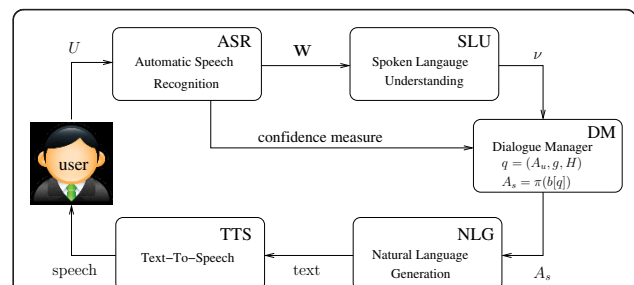 ASR
Automatic Speech
Recognition
U
W
SLU
Spoken Langauge
Understanding
ν
confidence measure
user
DM
Dialogue Manager
q = (A_u, g, H)
A_s = π(b[q])
TTS
Text−To−Speech
speech
text
NLG
Natural Language
Generation
A_s